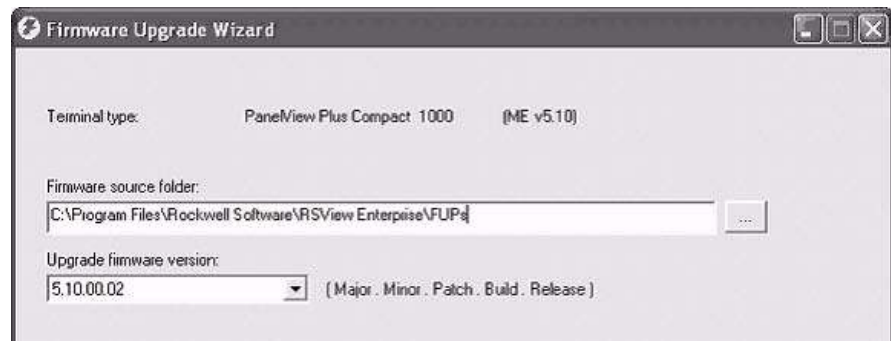 Firmware Upgrade Wizard
Terminal type: PanelView Plus Compact 1000 (ME v5.10)
Firmware source folder:
C:\Program Files\Rockwell Software\RSView Enterprise\FUPs
...
Upgrade firmware version:
5.10.00.02 ( Major . Minor . Patch . Build . Release )